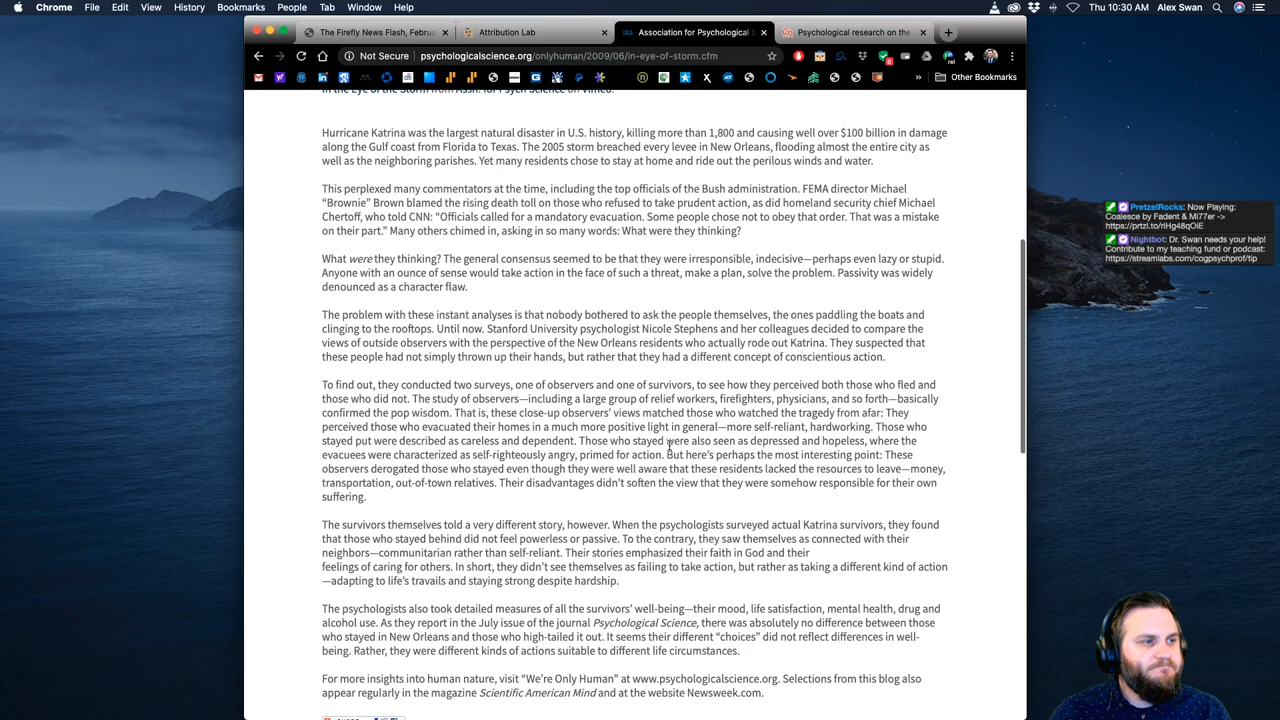 Chrome File Edit View History Bookmarks People Tab Window Help
Thu 10:30 AM Alex Swan
The Firefly News Flash, Februa
Attribution Lab
Association for Psychological S
Psychological research on the
Not Secure psychologicalscience.org/onlyhuman/2009/06/in-eye-of-storm.cfm
Other Bookmarks
In the Eye of the Storm from Assn. for Psych Science on Vimeo.
Hurricane Katrina was the largest natural disaster in U.S. history, killing more than 1,800 and causing well over $100 billion in damage
along the Gulf coast from Florida to Texas. The 2005 storm breached every levee in New Orleans, flooding almost the entire city as
well as the neighboring parishes. Yet many residents chose to stay at home and ride out the perilous winds and water.
This perplexed many commentators at the time, including the top officials of the Bush administration. FEMA director Michael
“Brownie” Brown blamed the rising death toll on those who refused to take prudent action, as did homeland security chief Michael
Chertoff, who told CNN: “Officials called for a mandatory evacuation. Some people chose not to obey that order. That was a mistake
on their part.” Many others chimed in, asking in so many words: What were they thinking?
What were they thinking? The general consensus seemed to be that they were irresponsible, indecisive—perhaps even lazy or stupid.
Anyone with an ounce of sense would take action in the face of such a threat, make a plan, solve the problem. Passivity was widely
denounced as a character flaw.
The problem with these instant analyses is that nobody bothered to ask the people themselves, the ones paddling the boats and
clinging to the rooftops. Until now. Stanford University psychologist Nicole Stephens and her colleagues decided to compare the
views of outside observers with the perspective of the New Orleans residents who actually rode out Katrina. They suspected that
these people had not simply thrown up their hands, but rather that they had a different concept of conscientious action.
To find out, they conducted two surveys, one of observers and one of survivors, to see how they perceived both those who fled and
those who did not. The study of observers—including a large group of relief workers, firefighters, physicians, and so forth—basically
confirmed the pop wisdom. That is, these close-up observers’ views matched those who watched the tragedy from afar: They
perceived those who evacuated their homes in a much more positive light in general—more self-reliant, hardworking. Those who
stayed put were described as careless and dependent. Those who stayed were also seen as depressed and hopeless, where the
evacuees were characterized as self-righteously angry, primed for action. But here’s perhaps the most interesting point: These
observers derogated those who stayed even though they were well aware that these residents lacked the resources to leave—money,
transportation, out-of-town relatives. Their disadvantages didn’t soften the view that they were somehow responsible for their own
suffering.
The survivors themselves told a very different story, however. When the psychologists surveyed actual Katrina survivors, they found
that those who stayed behind did not feel powerless or passive. To the contrary, they saw themselves as connected with their
neighbors—communitarian rather than self-reliant. Their stories emphasized their faith in God and their
feelings of caring for others. In short, they didn’t see themselves as failing to take action, but rather as taking a different kind of action
—adapting to life’s travails and staying strong despite hardship.
The psychologists also took detailed measures of all the survivors’ well-being—their mood, life satisfaction, mental health, drug and
alcohol use. As they report in the July issue of the journal Psychological Science, there was absolutely no difference between those
who stayed in New Orleans and those who high-tailed it out. It seems their different “choices” did not reflect differences in well-
being. Rather, they were different kinds of actions suitable to different life circumstances.
For more insights into human nature, visit “We’re Only Human” at www.psychologicalscience.org. Selections from this blog also
appear regularly in the magazine Scientific American Mind and at the website Newsweek.com.
PretzelRocks: Now Playing:
Coalesce by Fadent & Mi77er ->
https://prtzl.to/rlHg48qOiE
Nightbot: Dr. Swan needs your help!
Contribute to my teaching fund or podcast:
https://streamlabs.com/cogpsychprof/tip